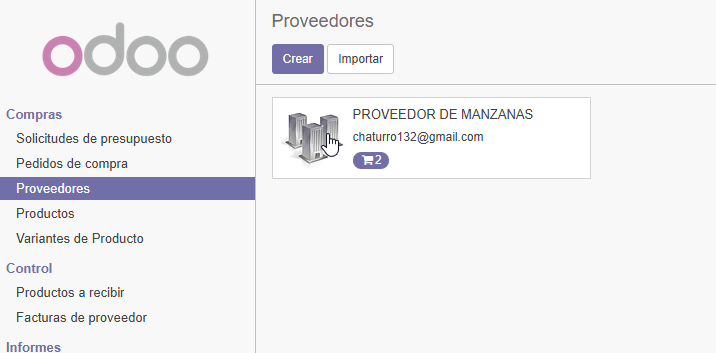 odoo
Compras
Solicitudes de presupuesto
Pedidos de compra
Proveedores
Productos
Variantes de Producto
Control
Productos a recibir
Facturas de proveedor
Informes
Proveedores
Crear
Importar
PROVEEDOR DE MANZANAS
chaturro132@gmail.com
2